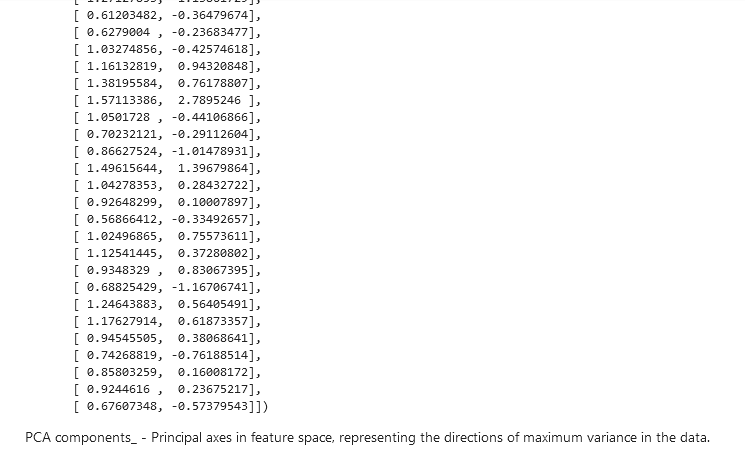 [ 0.61203482, -0.36479674],
[ 0.6279004 , -0.23683477],
[ 1.03274856, -0.42574618],
[ 1.16132819,  0.94320848],
[ 1.38195584,  0.76178807],
[ 1.57113386,  2.7895246 ],
[ 1.0501728 , -0.44106866],
[ 0.70232121, -0.29112604],
[ 0.86627524, -1.01478931],
[ 1.49615644,  1.39679864],
[ 1.04278353,  0.28432722],
[ 0.92648299,  0.10007897],
[ 0.56866412, -0.33492657],
[ 1.02496865,  0.75573611],
[ 1.12541445,  0.37280802],
[ 0.9348329 ,  0.83067395],
[ 0.68825429, -1.16706741],
[ 1.24643883,  0.56405491],
[ 1.17627914,  0.61873357],
[ 0.94545505,  0.38068641],
[ 0.74268819, -0.76188514],
[ 0.85803259,  0.16008172],
[ 0.9244616 ,  0.23675217],
[ 0.67607348, -0.57379543]])
PCA components_ - Principal axes in feature space, representing the directions of maximum variance in the data.